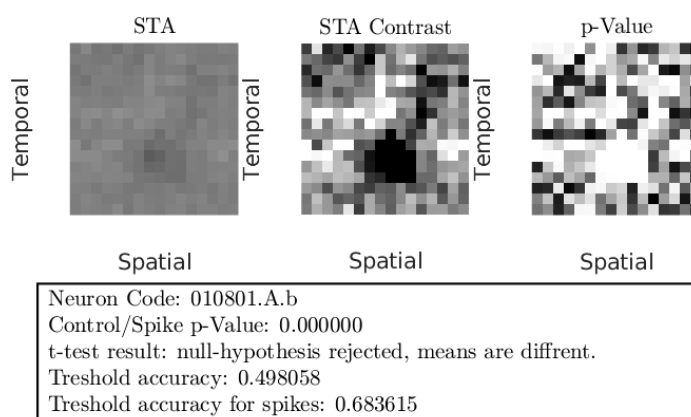 STA
STA Contrast
p-Value
Temporal
Temporal
Temporal
Spatial
Spatial
Spatial
Neuron Code: 010801.A.b
Control/Spike p-Value: 0.000000
t-test result: null-hypothesis rejected, means are diffrent.
Treshold accuracy: 0.498058
Treshold accuracy for spikes: 0.683615